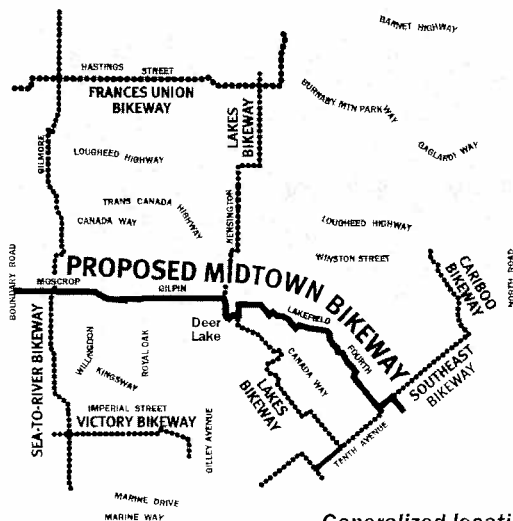 BARNET HIGHWAY
HASTINGS STREET
FRANCES UNION
BIKEWAY
BURNABY MTN PARKWAY
GAGLARDI WAY
LAKES
BIKEWAY
GILMORE
LOUGHEED HIGHWAY
TRANS CANADA
HIGHWAY
CANADA WAY
KENSINGTON
LOUGHEED HIGHWAY
WINSTON STREET
CARIBOO
BIKEWAY
NORTH ROAD
BOUNDARY ROAD
PROPOSED MIDTOWN BIKEWAY
MOSCROP
GILPIN
Deer
Lake
LAKEFIELD
FOURTH
SEA-TO-RIVER BIKEWAY
WILLINGDON
KINGSWAY
ROYAL OAK
CANADA WAY
LAKES
BIKEWAY
SOUTHEAST
BIKEWAY
IMPERIAL STREET
VICTORY BIKEWAY
GILLEY AVENUE
TENTH AVENUE
MARINE DRIVE
MARINE WAY
Generalized locati